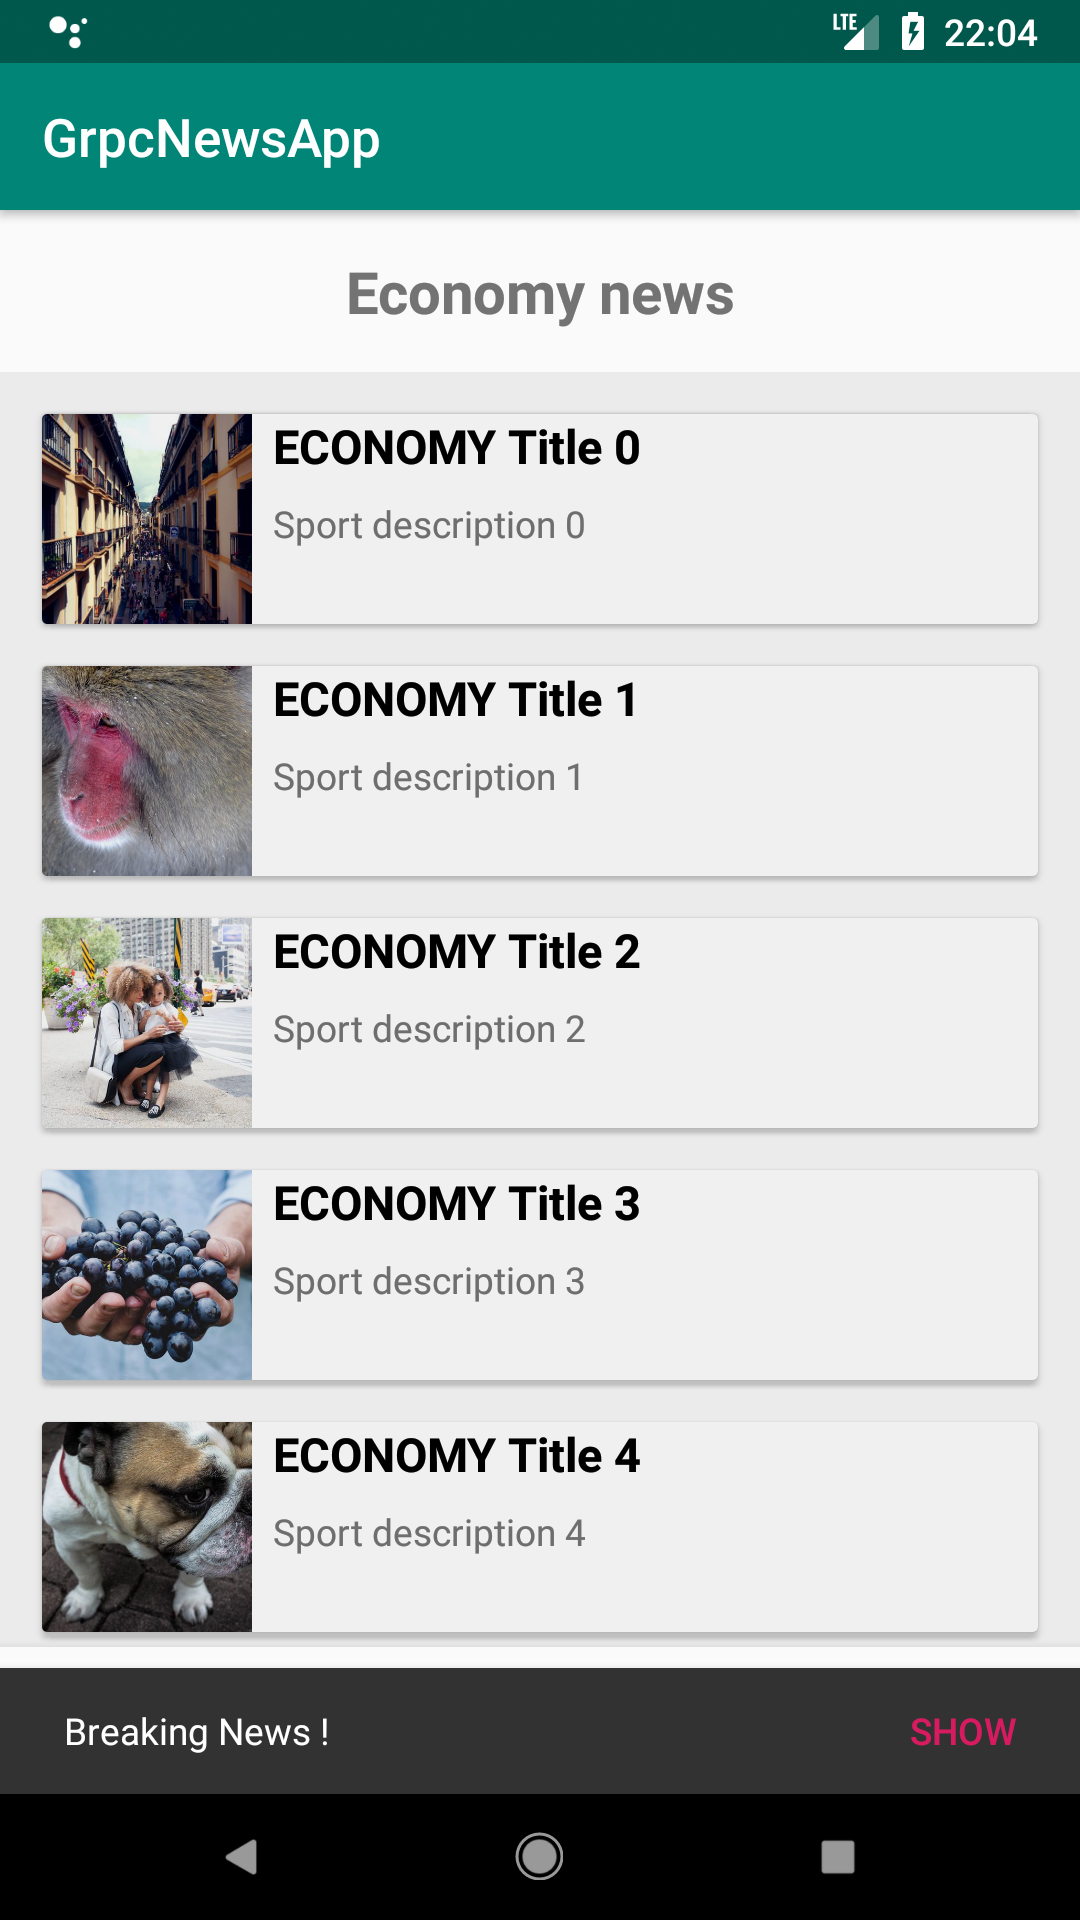 LTE 22:04
GrpcNewsApp
Economy news
ECONOMY Title 0
Sport description 0
ECONOMY Title 1
Sport description 1
ECONOMY Title 2
Sport description 2
ECONOMY Title 3
Sport description 3
ECONOMY Title 4
Sport description 4
Breaking News ! SHOW